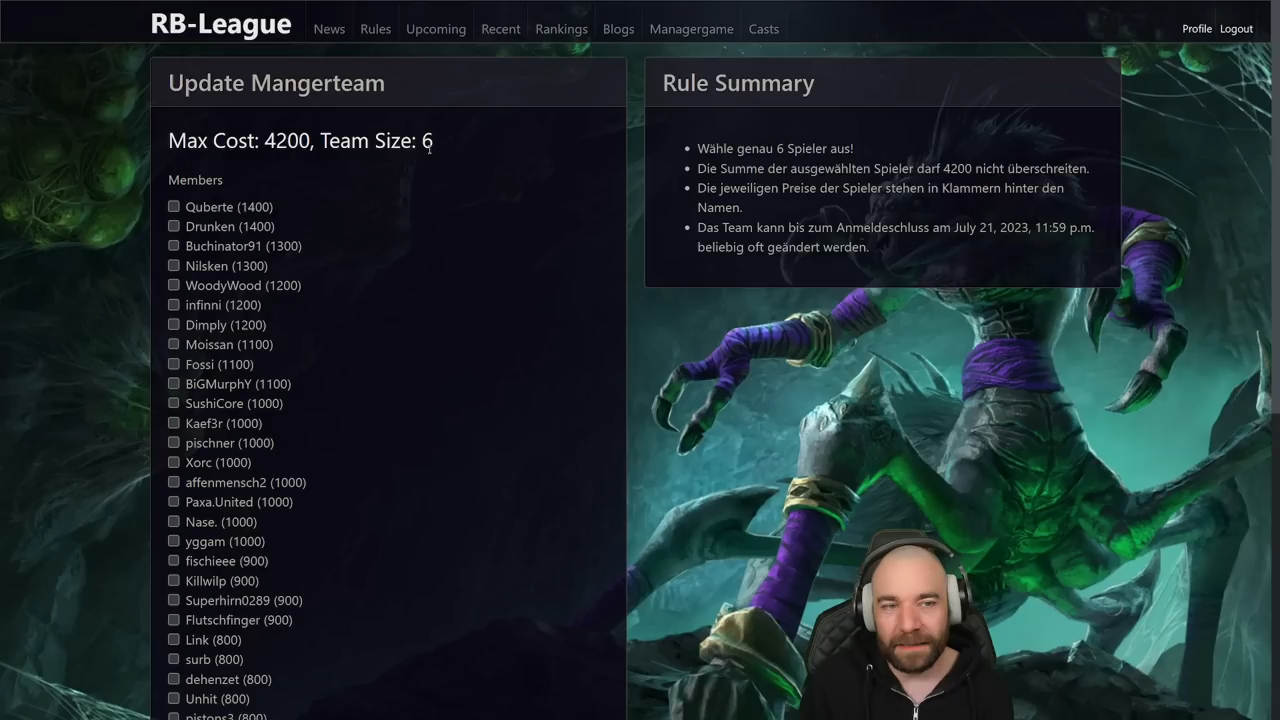 RB-League
News Rules Upcoming Recent Rankings Blogs Managergame Casts
Profile Logout
Update Mangerteam
Max Cost: 4200, Team Size: 6
Members
Quberte (1400)
Drunken (1400)
Buchinator91 (1300)
Nilsken (1300)
WoodyWood (1200)
infinni (1200)
Dimply (1200)
Moissan (1100)
Fossi (1100)
BiGMurphY (1100)
SushiCore (1000)
Kaef3r (1000)
pischner (1000)
Xorc (1000)
affenmensch2 (1000)
Paxa.United (1000)
Nase. (1000)
yggam (1000)
fischieee (900)
Killwilp (900)
Superhirn0289 (900)
Flutschfinger (900)
Link (800)
surb (800)
dehenzet (800)
Unhit (800)
pistons3 (800)
Rule Summary
Wähle genau 6 Spieler aus!
Die Summe der ausgewählten Spieler darf 4200 nicht überschreiten.
Die jeweiligen Preise der Spieler stehen in Klammern hinter den
Namen.
Das Team kann bis zum Anmeldeschluss am July 21, 2023, 11:59 p.m.
beliebig oft geändert werden.